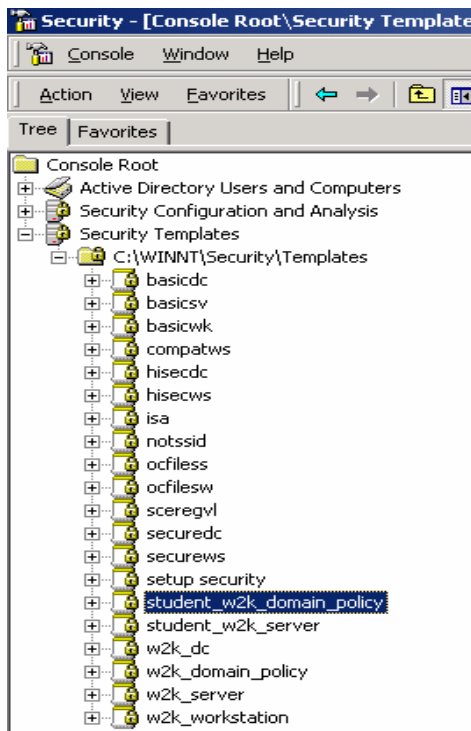 Security - [Console Root\Security Template
Console Window Help
Action View Favorites
Tree Favorites
Console Root
Active Directory Users and Computers
Security Configuration and Analysis
Security Templates
C:\WINNT\Security\Templates
basicdc
basicsv
basicwk
compatws
hisecdc
hisecws
isa
notssid
ocfiless
ocfilesw
sceregvl
securedc
securews
setup security
student_w2k_domain_policy
student_w2k_server
w2k_dc
w2k_domain_policy
w2k_server
w2k_workstation